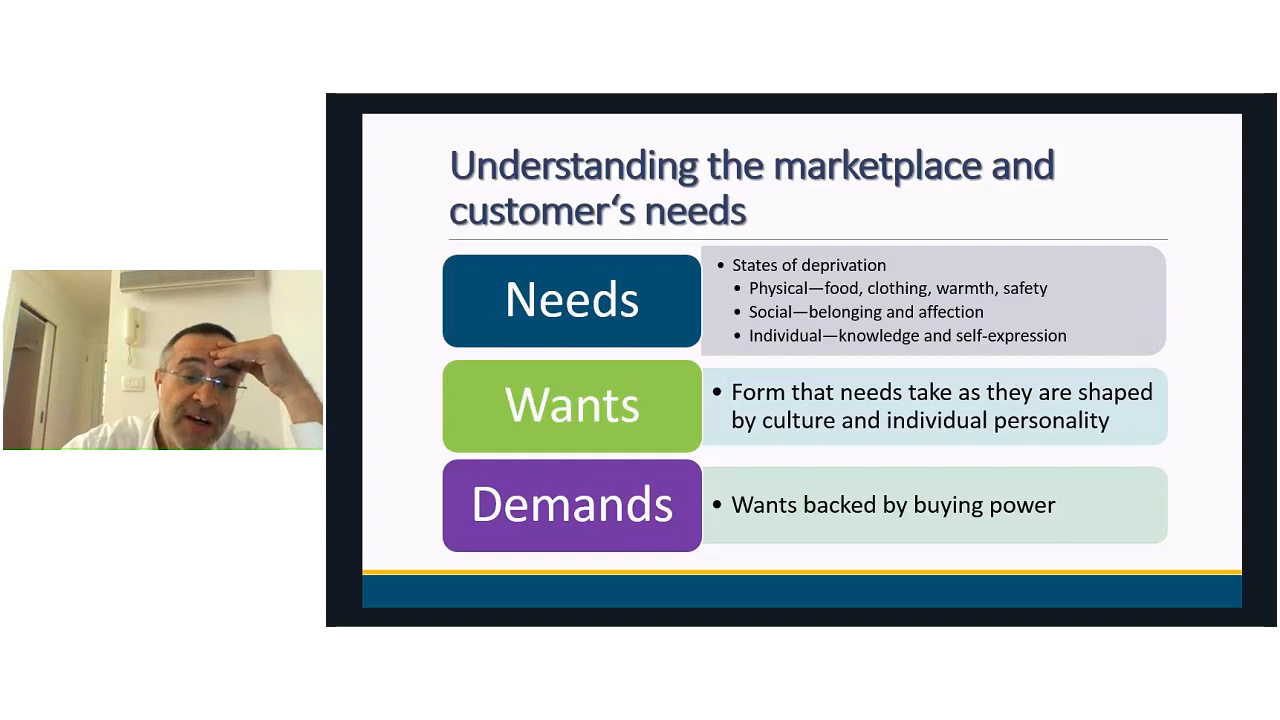 Understanding the marketplace and
customer‘s needs
Needs
• States of deprivation
• Physical—food, clothing, warmth, safety
• Social—belonging and affection
• Individual—knowledge and self-expression
Wants
• Form that needs take as they are shaped
by culture and individual personality
Demands
• Wants backed by buying power